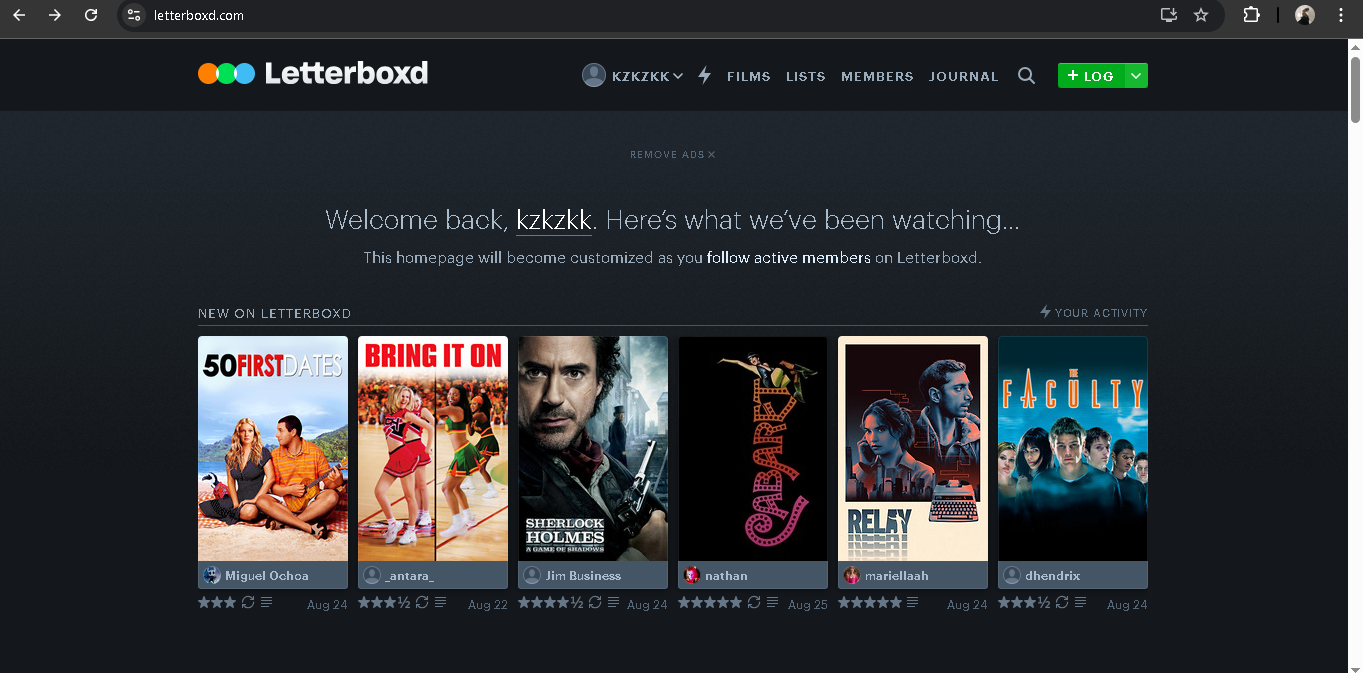 letterboxd.com
Letterboxd
KZKZKK
FILMS
LISTS
MEMBERS
JOURNAL
+ LOG
REMOVE ADS ×
Welcome back, kzkzkk. Here’s what we’ve been watching…
This homepage will become customized as you follow active members on Letterboxd.
NEW ON LETTERBOXD
YOUR ACTIVITY
50 FIRST DATES
BRING IT ON
SHERLOCK
HOLMES
A GAME OF SHADOWS
CABARET
RELAY
THE
FACULTY
Miguel Ochoa
_antara_
Jim Business
nathan
mariellaah
dhendrix
★★★ Aug 24
★★★½ Aug 22
★★★★½ Aug 24
★★★★★ Aug 25
★★★★★ Aug 24
★★★½ Aug 24